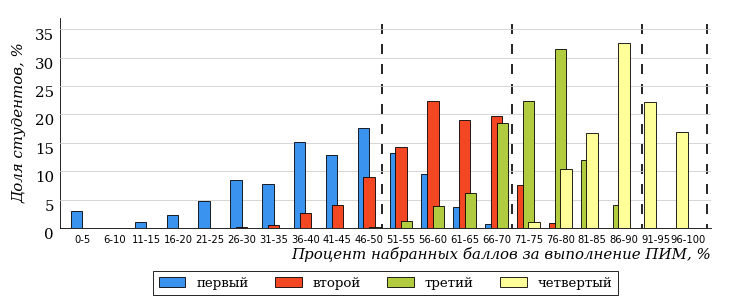 Доля студентов, %
35
30
25
20
15
10
5
0
0-5 6-10 11-15 16-20 21-25 26-30 31-35 36-40 41-45 46-50 51-55 56-60 61-65 66-70 71-75 76-80 81-85 86-90 91-95 96-100
Процент набранных баллов за выполнение ПИМ, %
первый второй третий четвертый